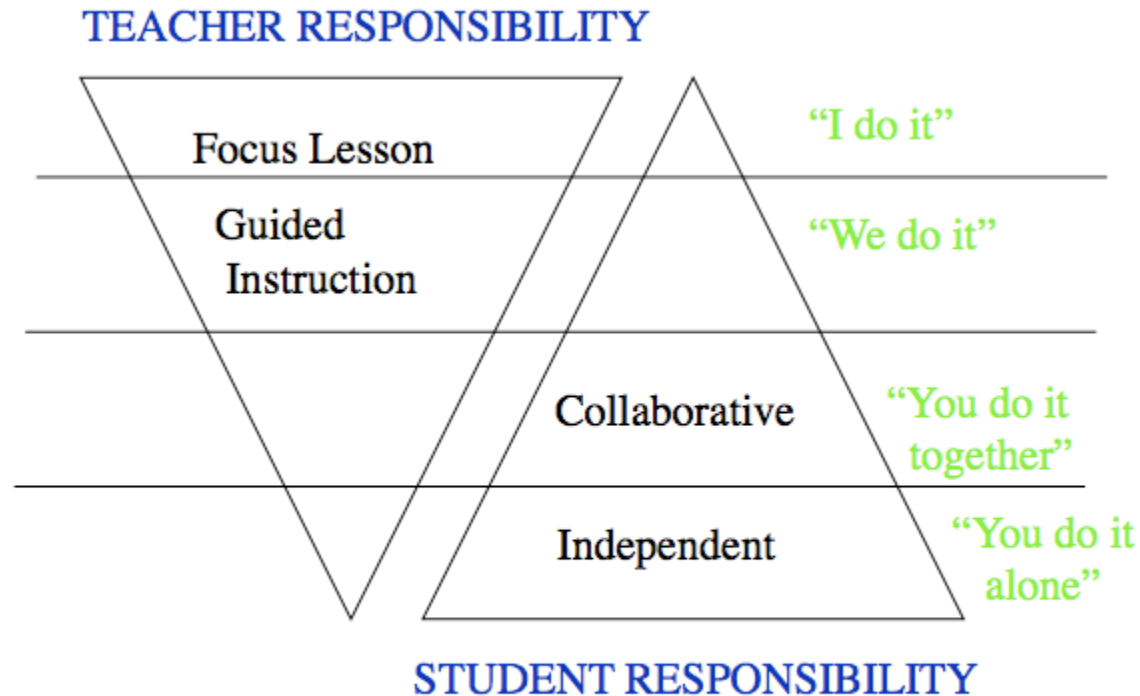 TEACHER RESPONSIBILITY
Focus Lesson
“I do it”
Guided
Instruction
“We do it”
Collaborative
“You do it
together”
Independent
“You do it
alone”
STUDENT RESPONSIBILITY